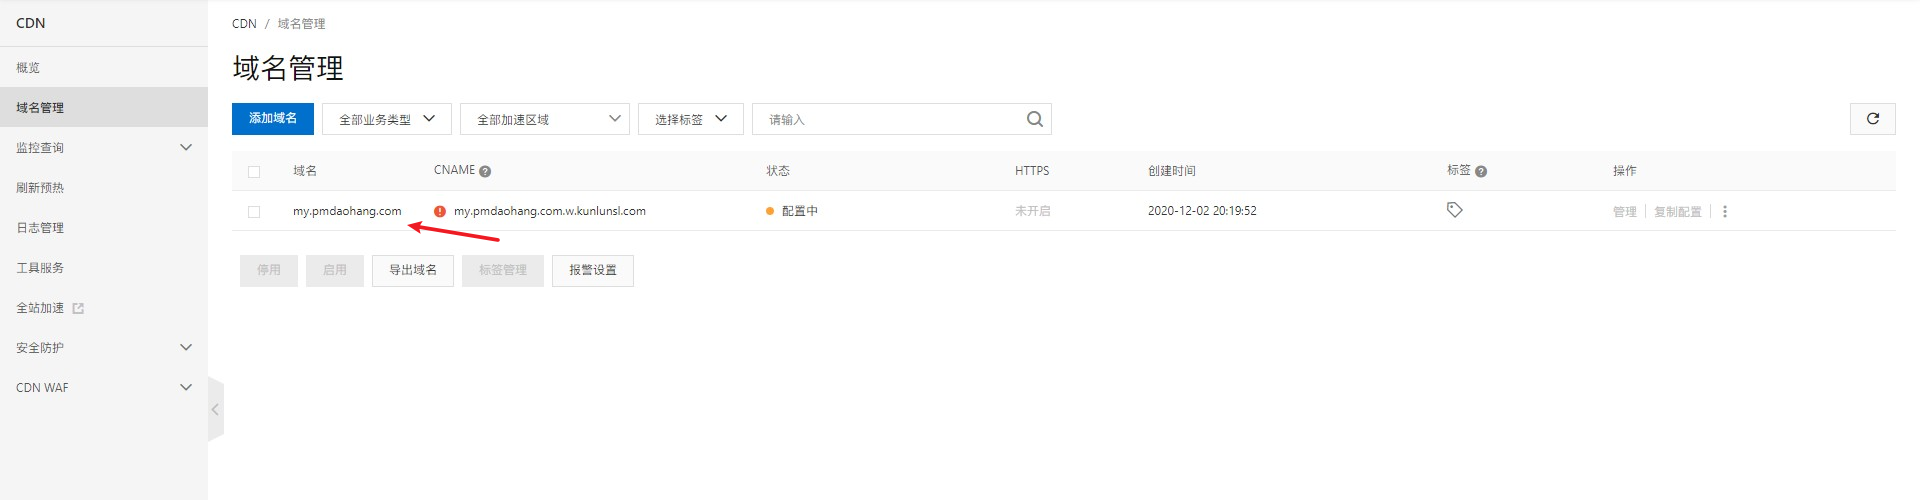 CDN
概览
域名管理
监控查询
刷新预热
日志管理
工具服务
全站加速
安全防护
CDN WAF
CDN / 域名管理
域名管理
添加域名 全部业务类型 全部加速区域 选择标签 请输入
域名 CNAME 状态 HTTPS 创建时间 标签 操作
my.pmdaohang.com my.pmdaohang.com.w.kunlunsl.com 配置中 未开启 2020-12-02 20:19:52 管理 复制配置
停用 启用 导出域名 标签管理 报警设置